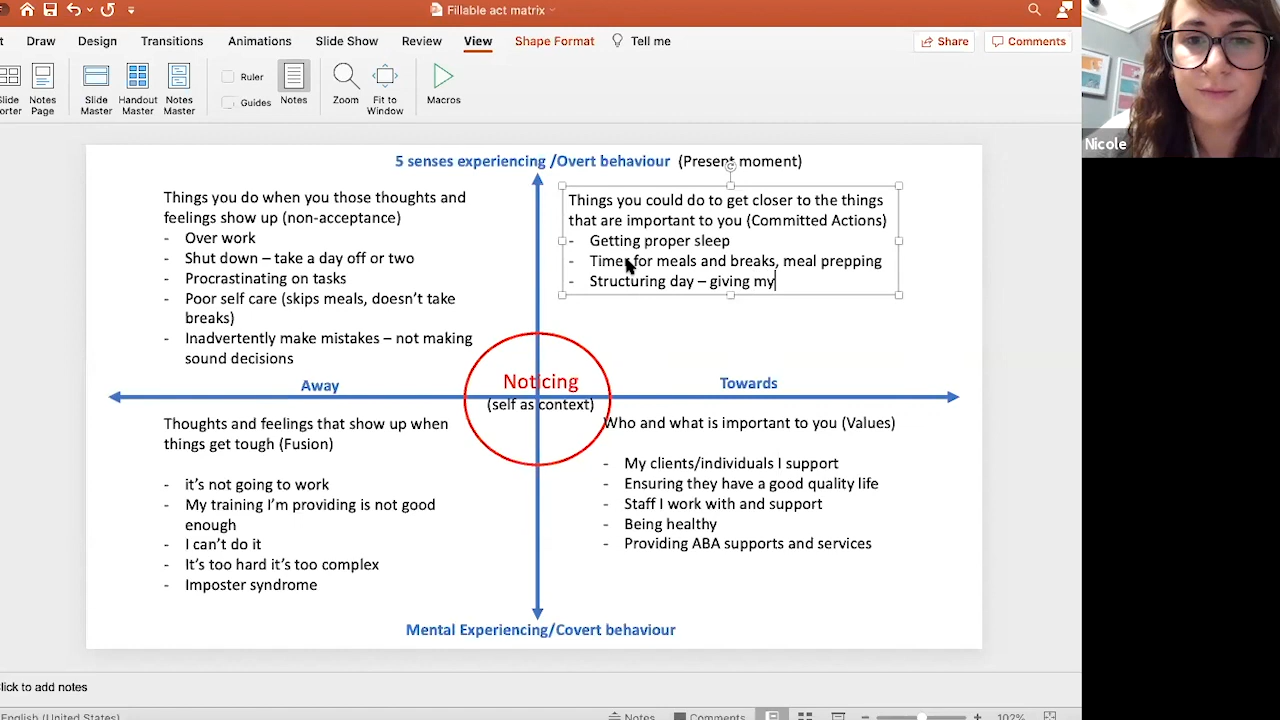 Fillable act matrix
Draw Design Transitions Animations Slide Show Review View Shape Format Tell me
Share Comments
Notes Page
Slide Master
Handout Master
Notes Master
Ruler
Guides
Notes
Zoom
Fit to Window
Macros
Nicole
5 senses experiencing /Overt behaviour (Present moment)
Things you do when you those thoughts and
feelings show up (non-acceptance)
- Over work
- Shut down – take a day off or two
- Procrastinating on tasks
- Poor self care (skips meals, doesn't take
breaks)
- Inadvertently make mistakes – not making
sound decisions
Things you could do to get closer to the things
that are important to you (Committed Actions)
- Getting proper sleep
- Times for meals and breaks, meal prepping
- Structuring day – giving my
Away
Noticing
(self as context)
Towards
Thoughts and feelings that show up when
things get tough (Fusion)
- it's not going to work
- My training I'm providing is not good
enough
- I can't do it
- It's too hard it's too complex
- Imposter syndrome
Who and what is important to you (Values)
- My clients/individuals I support
- Ensuring they have a good quality life
- Staff I work with and support
- Being healthy
- Providing ABA supports and services
Mental Experiencing/Covert behaviour
lick to add notes
English (United States)
Notes Comments
102%